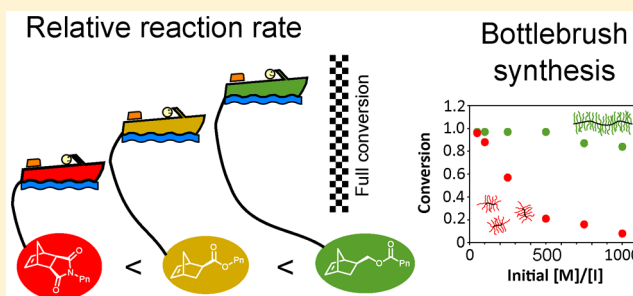 Relative reaction rate
Full conversion
O
N-Pn
O
<
O
O
Pn
<
O
O
Pn
Bottlebrush
synthesis
Conversion
1.2
1.0
0.8
0.6
0.4
0.2
0
0
500
1000
Initial [M]/[I]